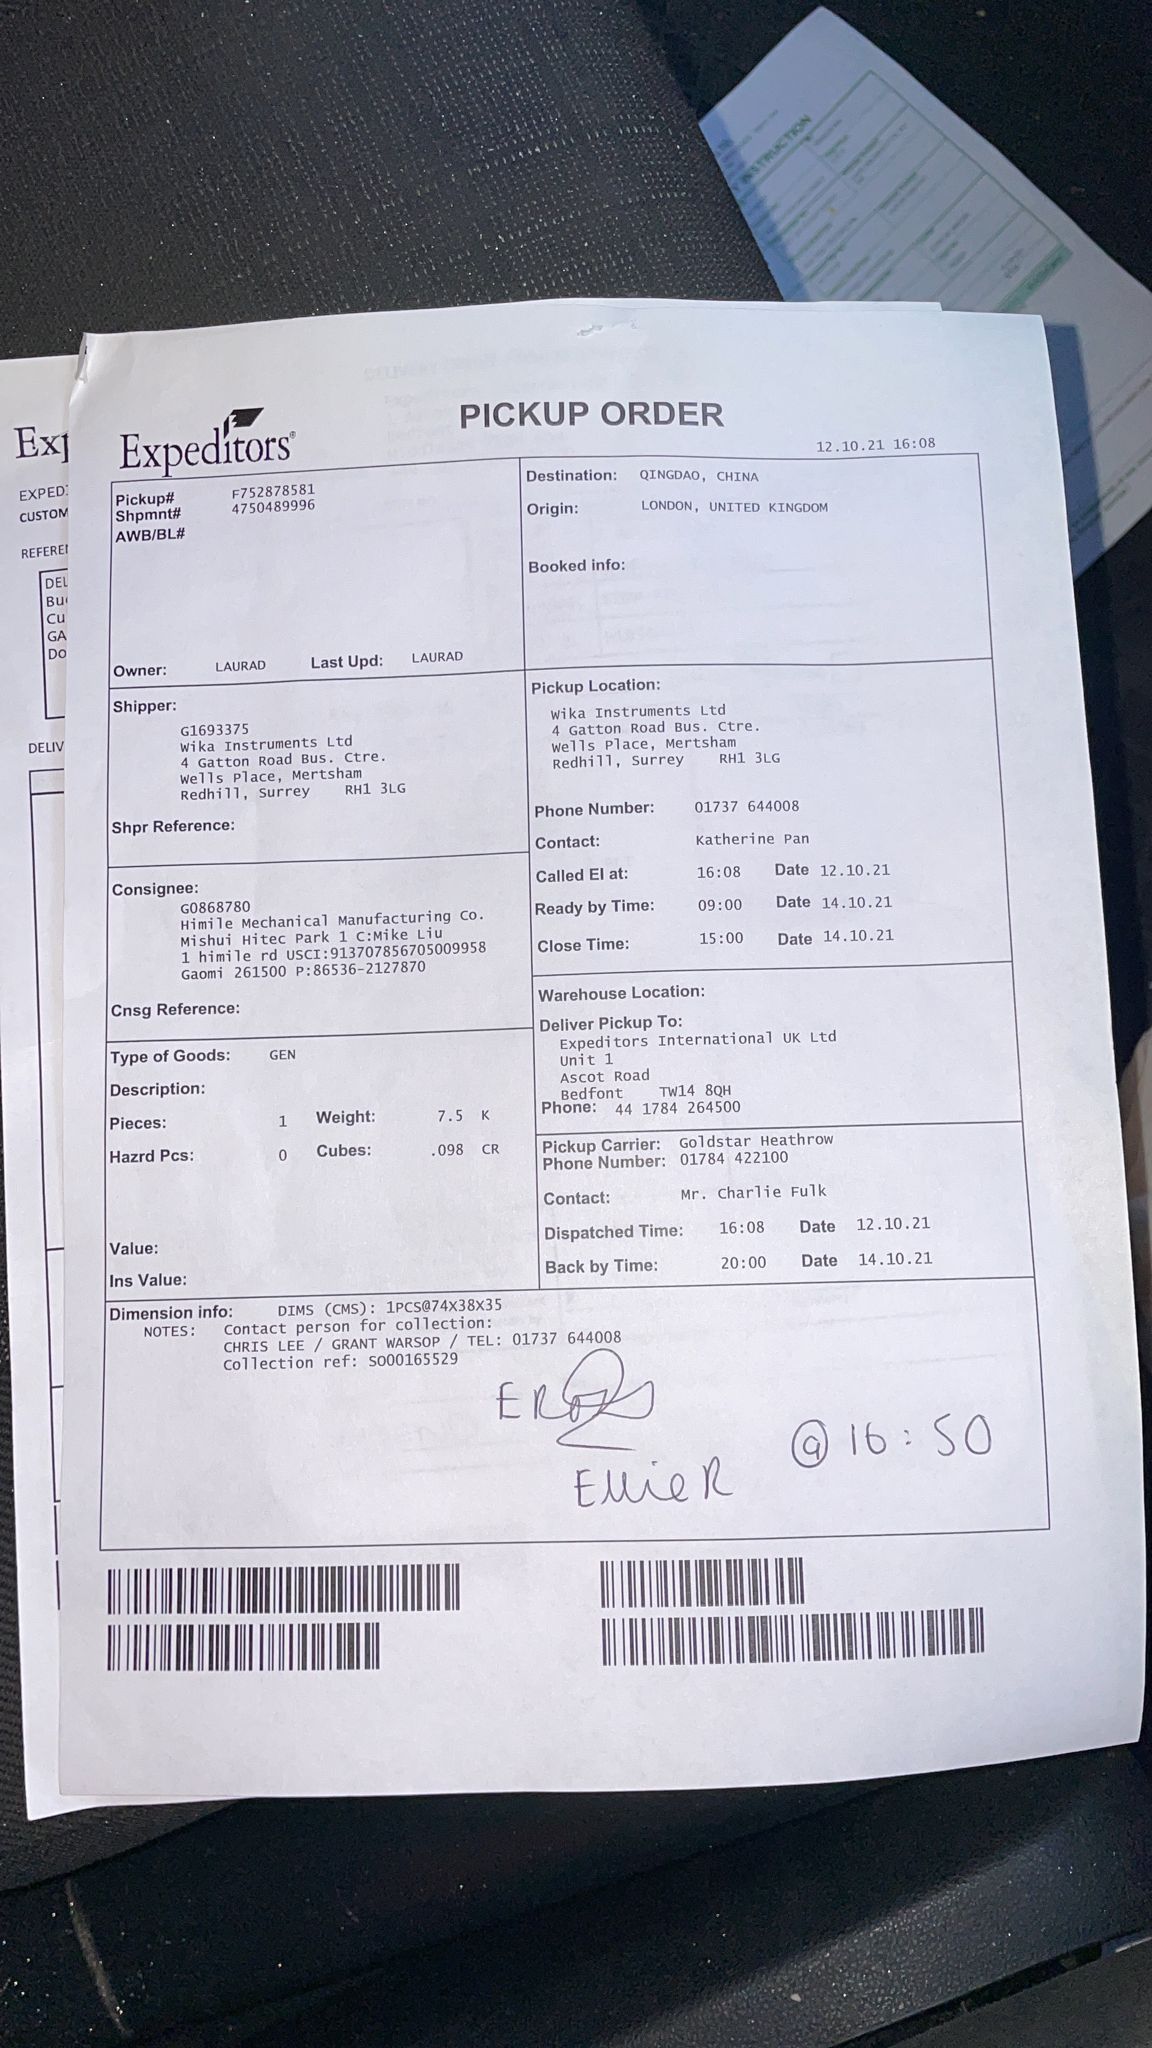 Expeditors®
PICKUP ORDER
12.10.21 16:08
Pickup# F752878581
Shpmnt# 4750489996
AWB/BL#
Owner: LAURAD Last Upd: LAURAD
Destination: QINGDAO, CHINA
Origin: LONDON, UNITED KINGDOM
Booked info:
Shipper:
G1693375
Wika Instruments Ltd
4 Gatton Road Bus. Ctre.
Wells Place, Mertsham
Redhill, Surrey RH1 3LG
Shpr Reference:
Pickup Location:
Wika Instruments Ltd
4 Gatton Road Bus. Ctre.
Wells Place, Mertsham
Redhill, Surrey RH1 3LG
Phone Number: 01737 644008
Contact: Katherine Pan
Called EI at: 16:08 Date 12.10.21
Ready by Time: 09:00 Date 14.10.21
Close Time: 15:00 Date 14.10.21
Consignee:
G0868780
Himile Mechanical Manufacturing Co.
Mishui Hitec Park 1 C:Mike Liu
1 himile rd USCI:913707856705009958
Gaomi 261500 P:86536-2127870
Cnsg Reference:
Warehouse Location:
Deliver Pickup To:
Expeditors International UK Ltd
Unit 1
Ascot Road
Bedfont TW14 8QH
Phone: 44 1784 264500
Type of Goods: GEN
Description:
Pieces: 1 Weight: 7.5 K
Hazrd Pcs: 0 Cubes: .098 CR
Value:
Ins Value:
Pickup Carrier: Goldstar Heathrow
Phone Number: 01784 422100
Contact: Mr. Charlie Fulk
Dispatched Time: 16:08 Date 12.10.21
Back by Time: 20:00 Date 14.10.21
Dimension info: DIMS (CMS): 1PCS@74X38X35
NOTES: Contact person for collection:
CHRIS LEE / GRANT WARSOP / TEL: 01737 644008
Collection ref: SO00165529
@ 16:50
Ellie R
Exp
EXPED
CUSTOM
REFERE
DEL
Bu
Cu
GA
Do
DELIV
INSTRUCTION